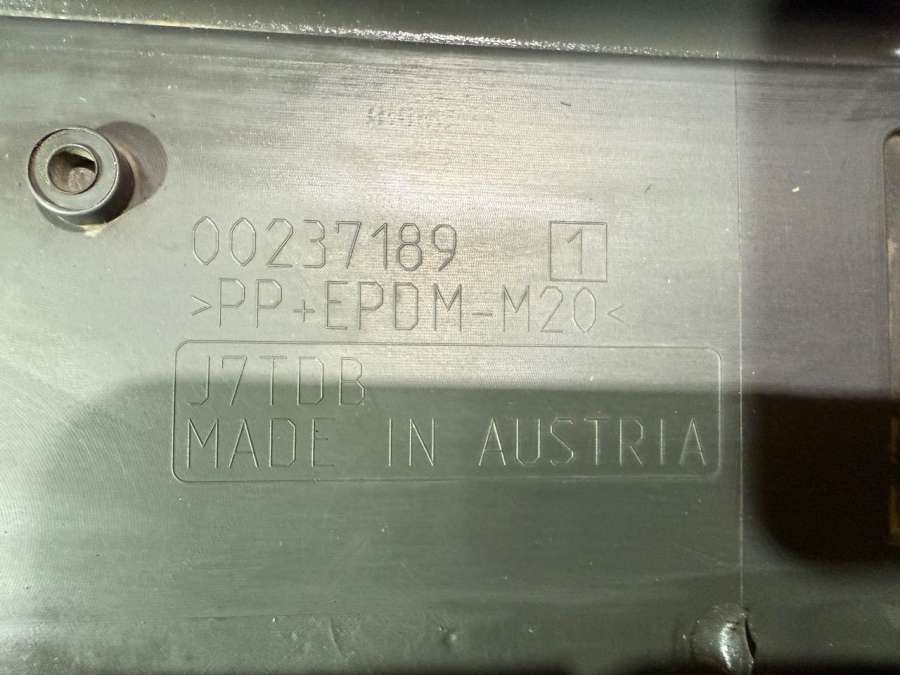 00237189 1
>PP+EPDM-M20<
J7TDB
MADE IN AUSTRIA